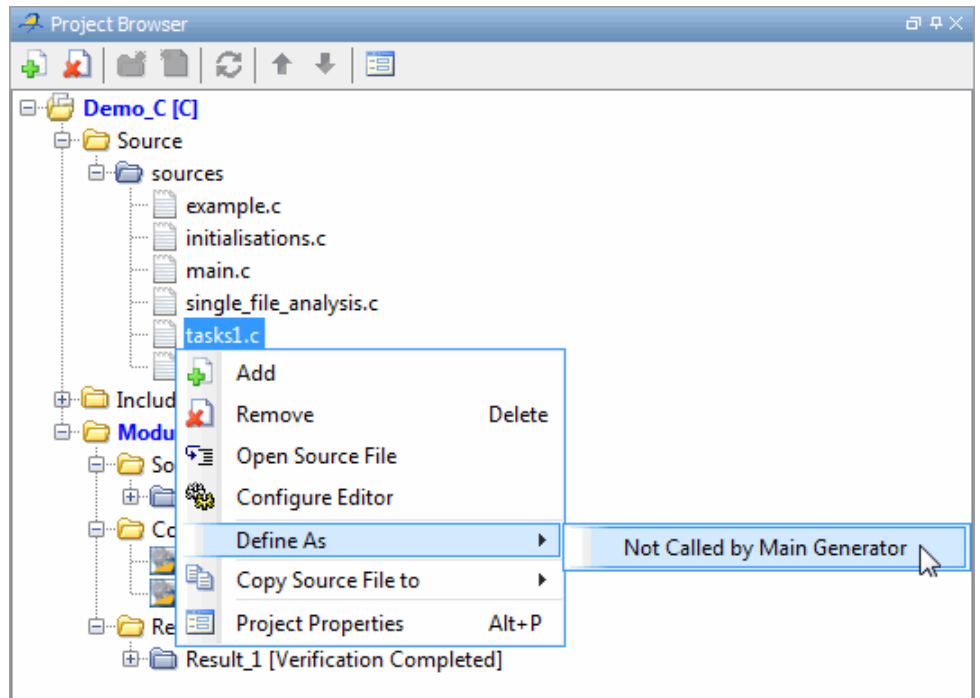 Project Browser
Demo_C [C]
Source
sources
example.c
initialisations.c
main.c
single_file_analysis.c
tasks1.c
Add
Includ
Remove Delete
Modu
So
Open Source File
Configure Editor
Co
Define As
Not Called by Main Generator
Copy Source File to
Re
Project Properties Alt+P
Result_1 [Verification Completed]